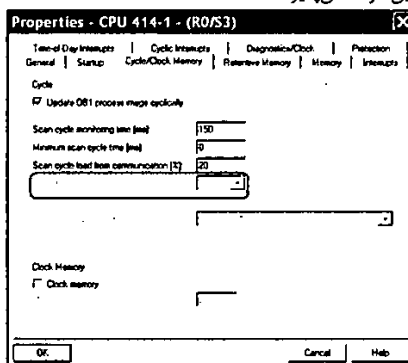 Properties - CPU 414-1 - (R0/S3)
Time-of-Day Interrupts Cyclic Interrupts Diagnostics/Clock Protection
General Startup Cycle/Clock Memory Retentive Memory Memory Interrupts
Cycle
Update OB1 process image cyclically
Scan cycle monitoring time [ms] 150
Minimum scan cycle time [ms] 0
Scan cycle load from communication [%] 20
Clock Memory
Clock memory
OK Cancel Help